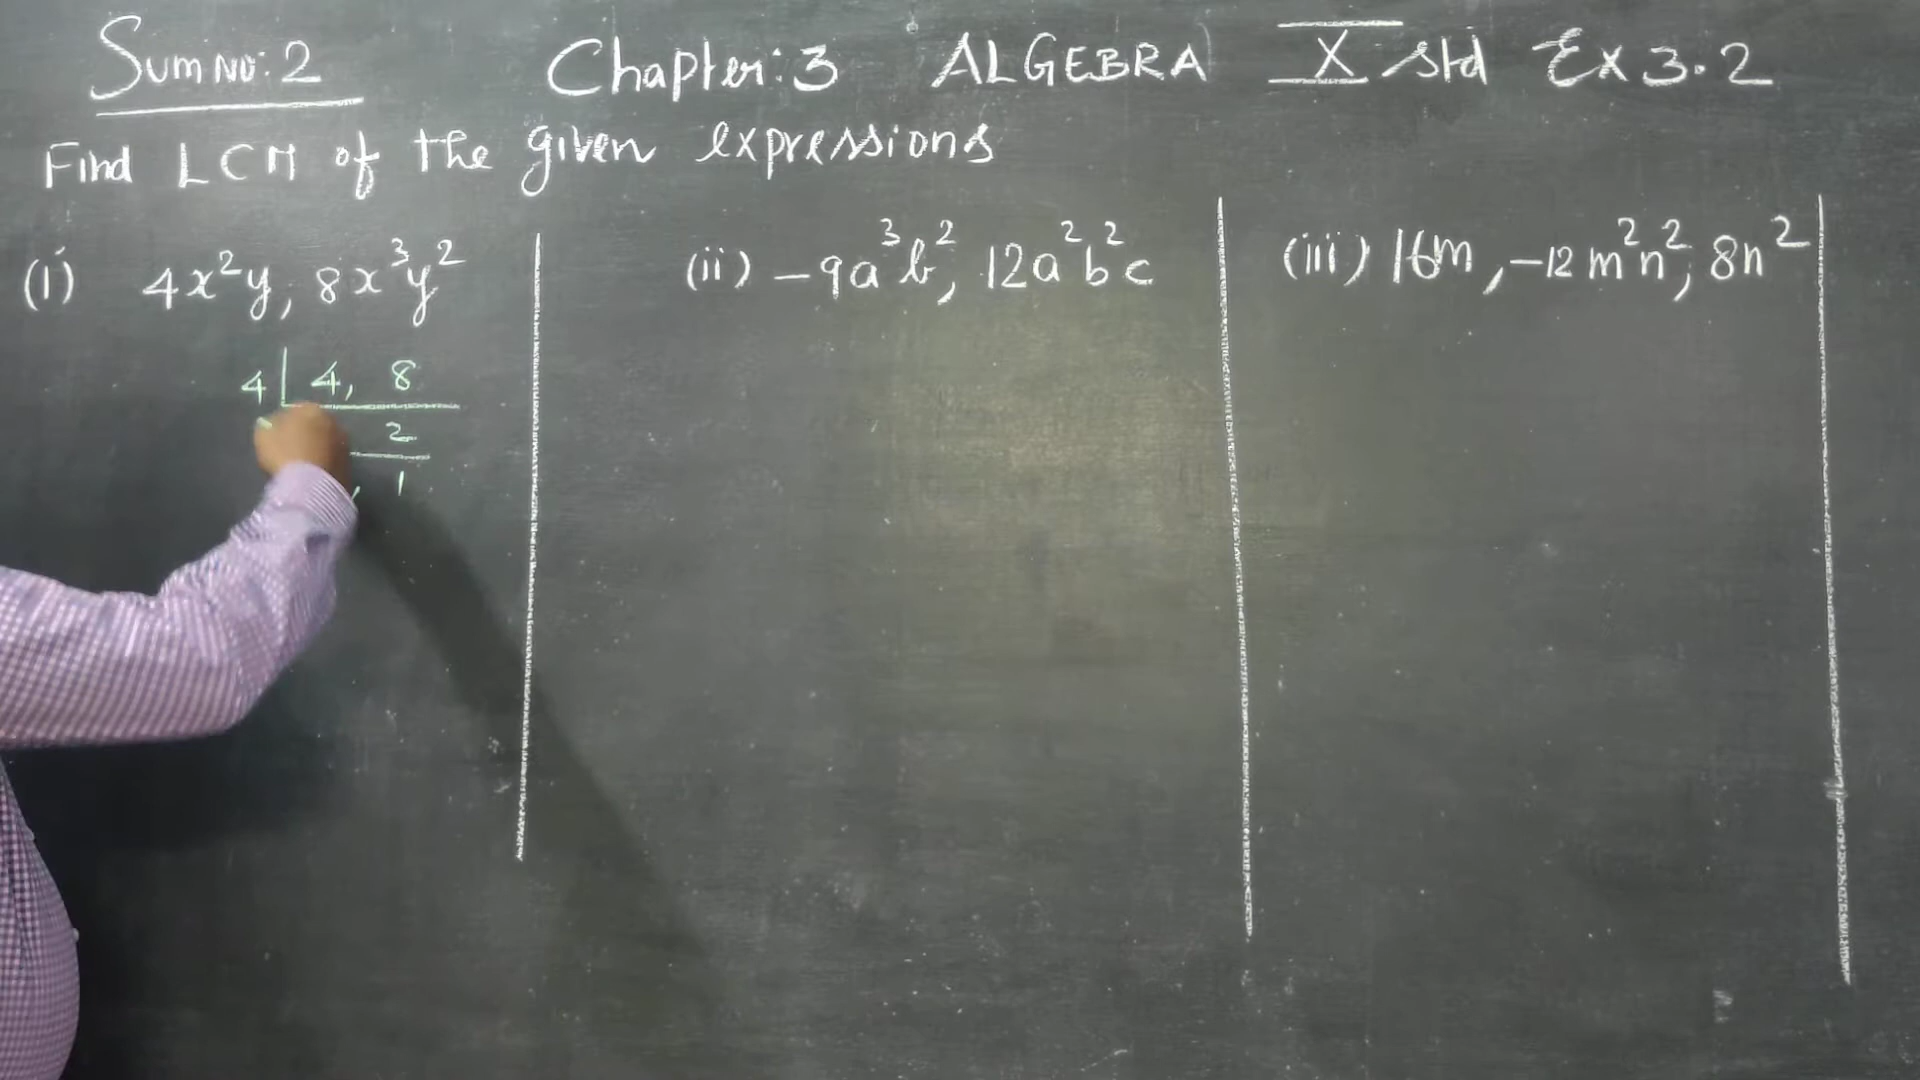 Sum No: 2 Chapter: 3 ALGEBRA X std Ex 3.2
Find LCM of the given expressions
(i) 4x²y, 8x³y²
(ii) -9a³b², 12a²b²c
(iii) 16m, -12m²n², 8n²
4 | 4, 8
2
, 1